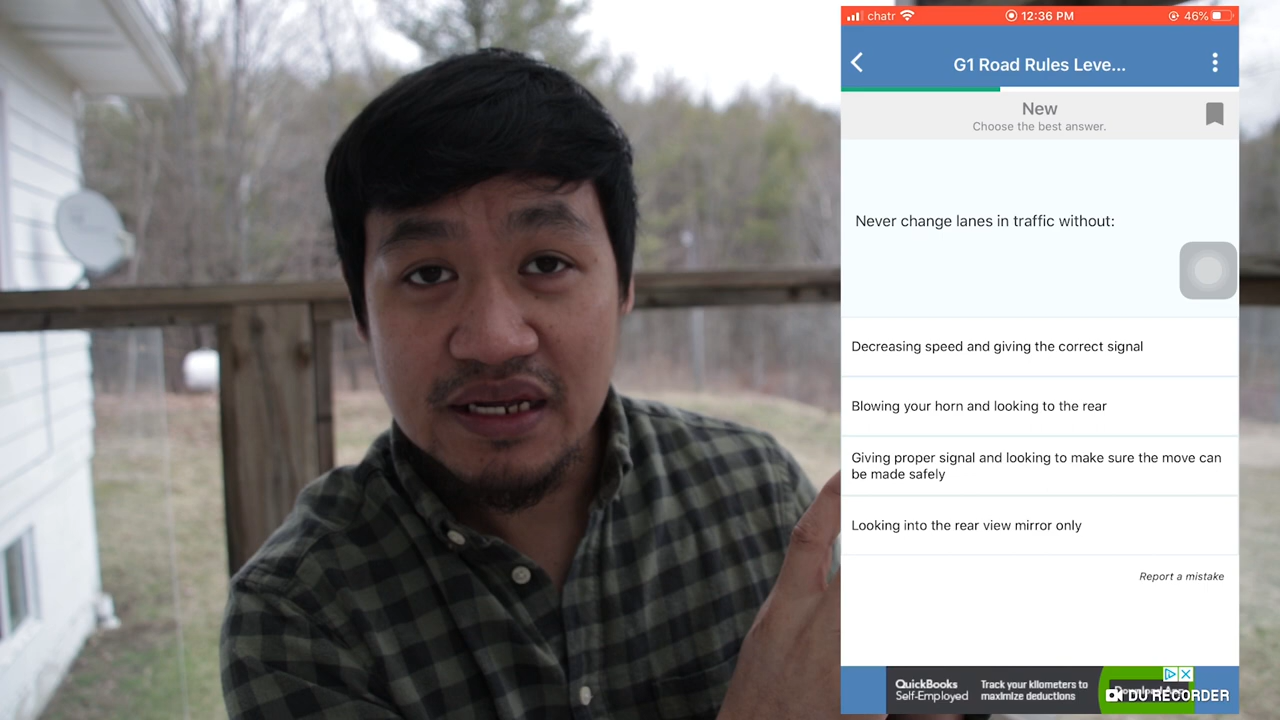 chatr 12:36 PM 46%
G1 Road Rules Leve...
New
Choose the best answer.
Never change lanes in traffic without:
Decreasing speed and giving the correct signal
Blowing your horn and looking to the rear
Giving proper signal and looking to make sure the move can
be made safely
Looking into the rear view mirror only
Report a mistake
QuickBooks
Self-Employed
Track your kilometers to
maximize deductions
DU RECORDER